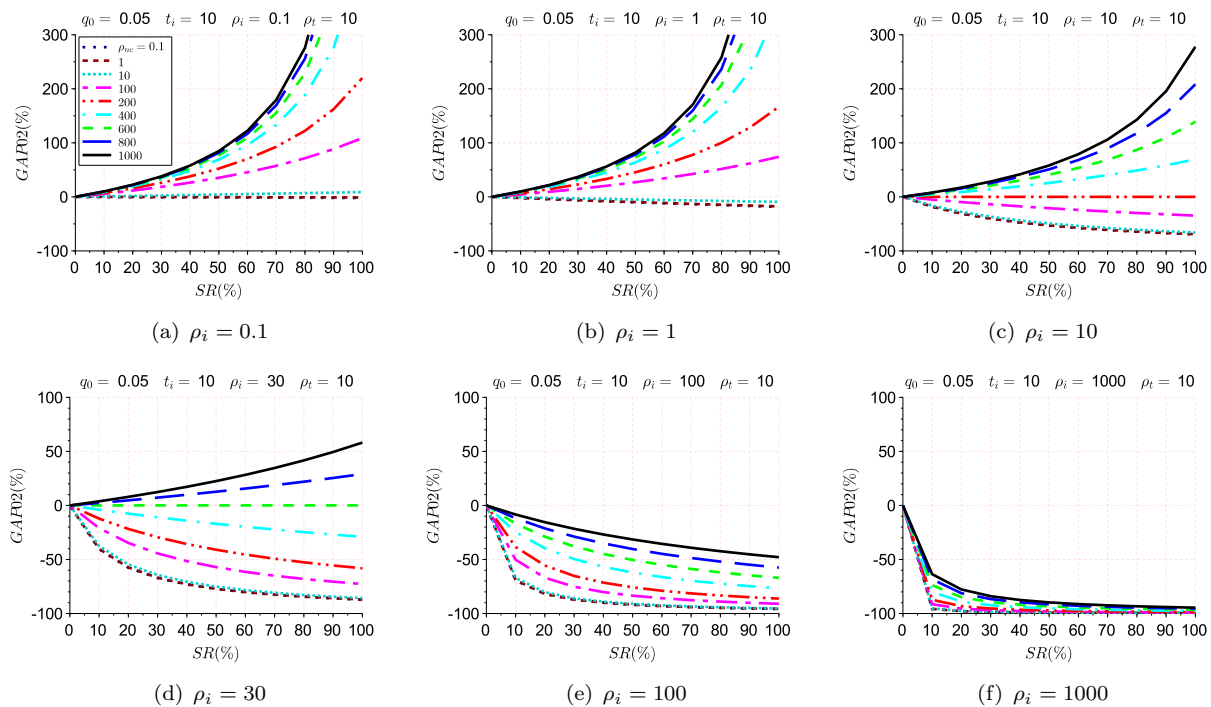 q₀ = 0.05 tᵢ = 10 ρᵢ = 0.1 ρₜ = 10
300
200
100
0
-100
GAP02(%)
ρₙc = 0.1
1
10
100
200
400
600
800
1000
0 10 20 30 40 50 60 70 80 90 100
SR(%)
(a) ρᵢ = 0.1
q₀ = 0.05 tᵢ = 10 ρᵢ = 1 ρₜ = 10
300
200
100
0
-100
GAP02(%)
0 10 20 30 40 50 60 70 80 90 100
SR(%)
(b) ρᵢ = 1
q₀ = 0.05 tᵢ = 10 ρᵢ = 10 ρₜ = 10
300
200
100
0
-100
GAP02(%)
0 10 20 30 40 50 60 70 80 90 100
SR(%)
(c) ρᵢ = 10
q₀ = 0.05 tᵢ = 10 ρᵢ = 30 ρₜ = 10
100
50
0
-50
-100
GAP02(%)
0 10 20 30 40 50 60 70 80 90 100
SR(%)
(d) ρᵢ = 30
q₀ = 0.05 tᵢ = 10 ρᵢ = 100 ρₜ = 10
100
50
0
-50
-100
GAP02(%)
0 10 20 30 40 50 60 70 80 90 100
SR(%)
(e) ρᵢ = 100
q₀ = 0.05 tᵢ = 10 ρᵢ = 1000 ρₜ = 10
100
50
0
-50
-100
GAP02(%)
0 10 20 30 40 50 60 70 80 90 100
SR(%)
(f) ρᵢ = 1000